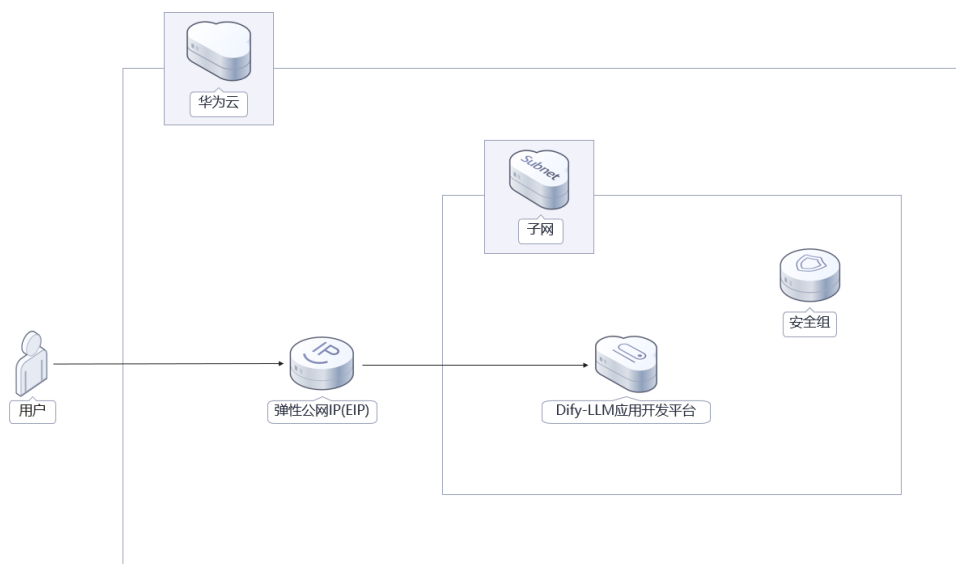 华为云
Subnet
子网
安全组
IP
用户
弹性公网IP(EIP)
Dify-LLM应用开发平台